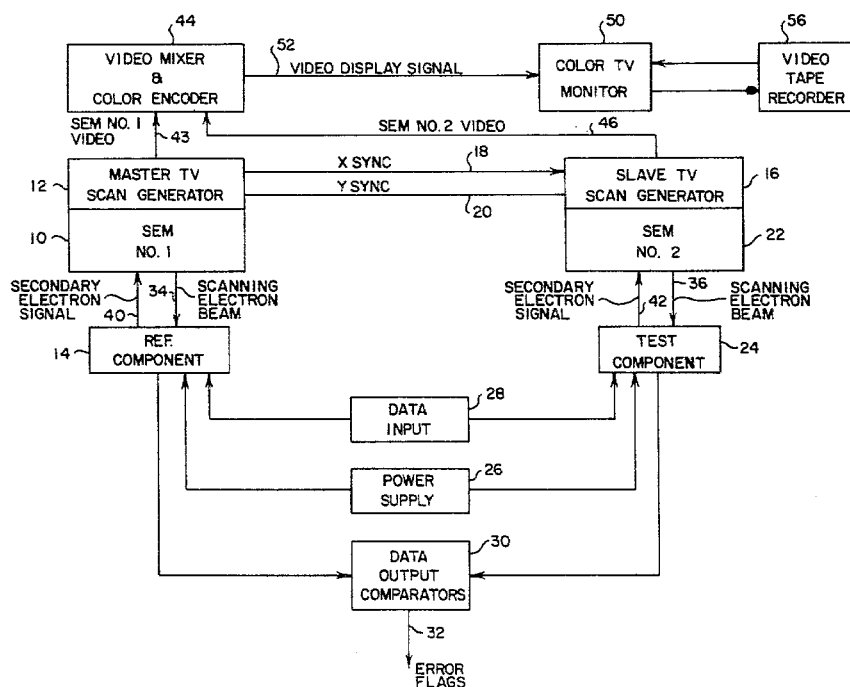 44
VIDEO MIXER
&
COLOR ENCODER
52
VIDEO DISPLAY SIGNAL
50
COLOR TV
MONITOR
56
VIDEO
TAPE
RECORDER
SEM NO. 1
VIDEO
43
SEM NO. 2 VIDEO
46
12
MASTER TV
SCAN GENERATOR
X SYNC
18
Y SYNC
20
SLAVE TV
SCAN GENERATOR
16
10
SEM
NO. 1
SEM
NO. 2
22
SECONDARY
ELECTRON
SIGNAL
40
34
SCANNING
ELECTRON
BEAM
SECONDARY
ELECTRON
SIGNAL
42
36
SCANNING
ELECTRON
BEAM
14
REF.
COMPONENT
TEST
COMPONENT
24
28
DATA
INPUT
26
POWER
SUPPLY
30
DATA
OUTPUT
COMPARATORS
32
ERROR
FLAGS